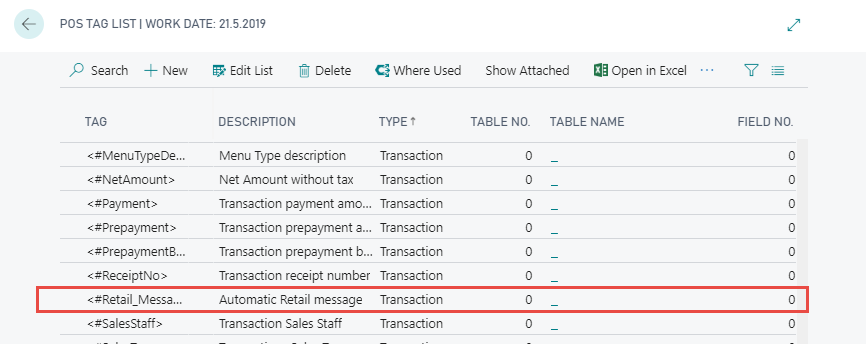 POS TAG LIST | WORK DATE: 21.5.2019
Search New Edit List Delete Where Used Show Attached Open in Excel ...
TAG DESCRIPTION TYPE↑ TABLE NO. TABLE NAME FIELD NO.
<#MenuTypeDe... Menu Type description Transaction 0 _ 0
<#NetAmount> Net Amount without tax Transaction 0 _ 0
<#Payment> Transaction payment amo... Transaction 0 _ 0
<#Prepayment> Transaction prepayment a... Transaction 0 _ 0
<#PrepaymentB... Transaction prepayment b... Transaction 0 _ 0
<#ReceiptNo> Transaction receipt number Transaction 0 _ 0
<#Retail_Messa... Automatic Retail message Transaction 0 _ 0
<#SalesStaff> Transaction Sales Staff Transaction 0 _ 0